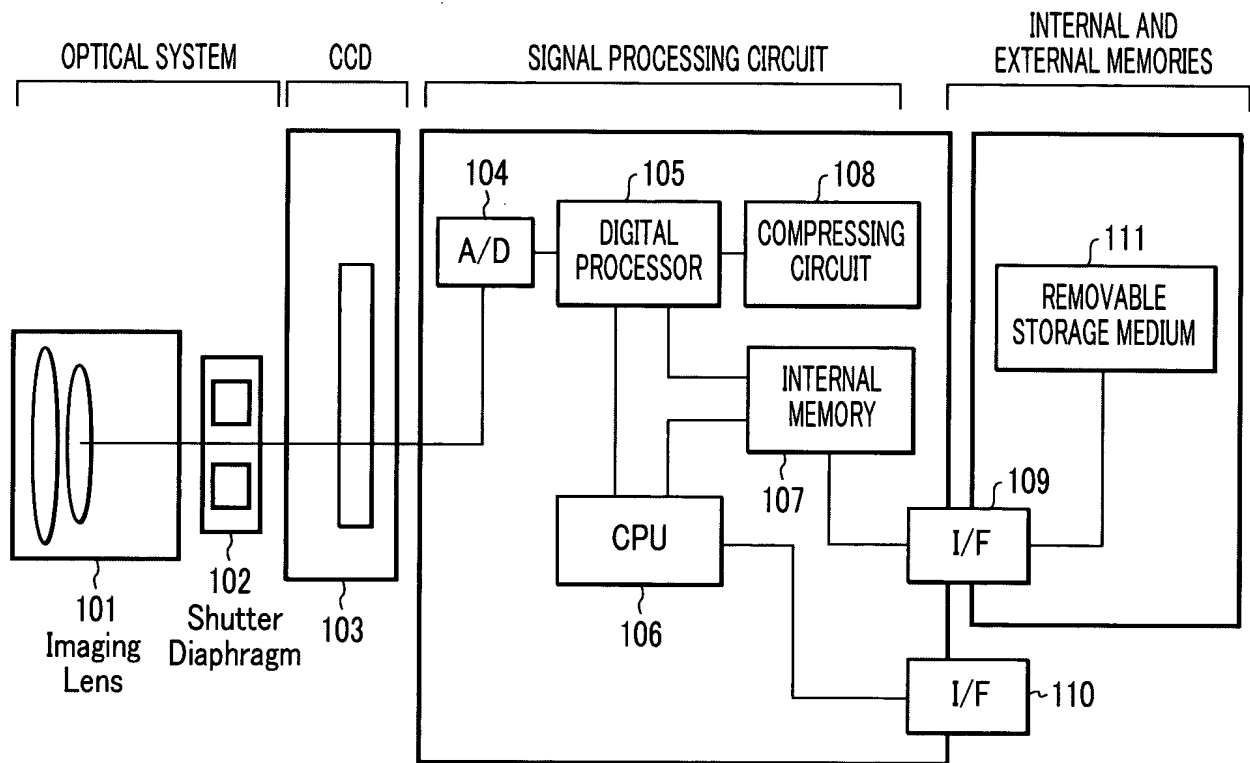 OPTICAL SYSTEM
CCD
SIGNAL PROCESSING CIRCUIT
INTERNAL AND
EXTERNAL MEMORIES
104
A/D
105
DIGITAL
PROCESSOR
108
COMPRESSING
CIRCUIT
111
REMOVABLE
STORAGE MEDIUM
INTERNAL
MEMORY
107
CPU
106
109
I/F
I/F
110
101
Imaging
Lens
102
Shutter
Diaphragm
103